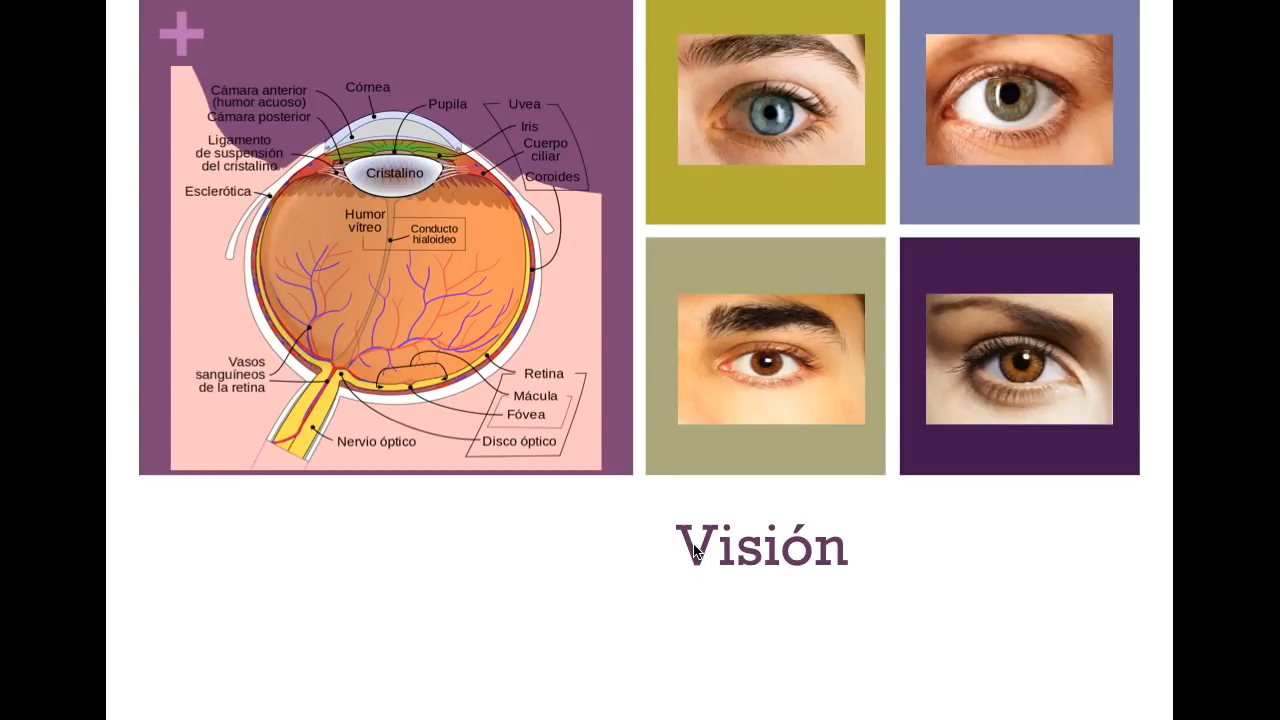 Cámara anterior
(humor acuoso)
Cámara posterior
Ligamento
de suspensión
del cristalino
Esclerótica
Córnea
Pupila
Uvea
Iris
Cuerpo
ciliar
Coroides
Cristalino
Humor
vítreo
Conducto
hialoideo
Vasos
sanguíneos
de la retina
Nervio óptico
Retina
Mácula
Fóvea
Disco óptico
Visión